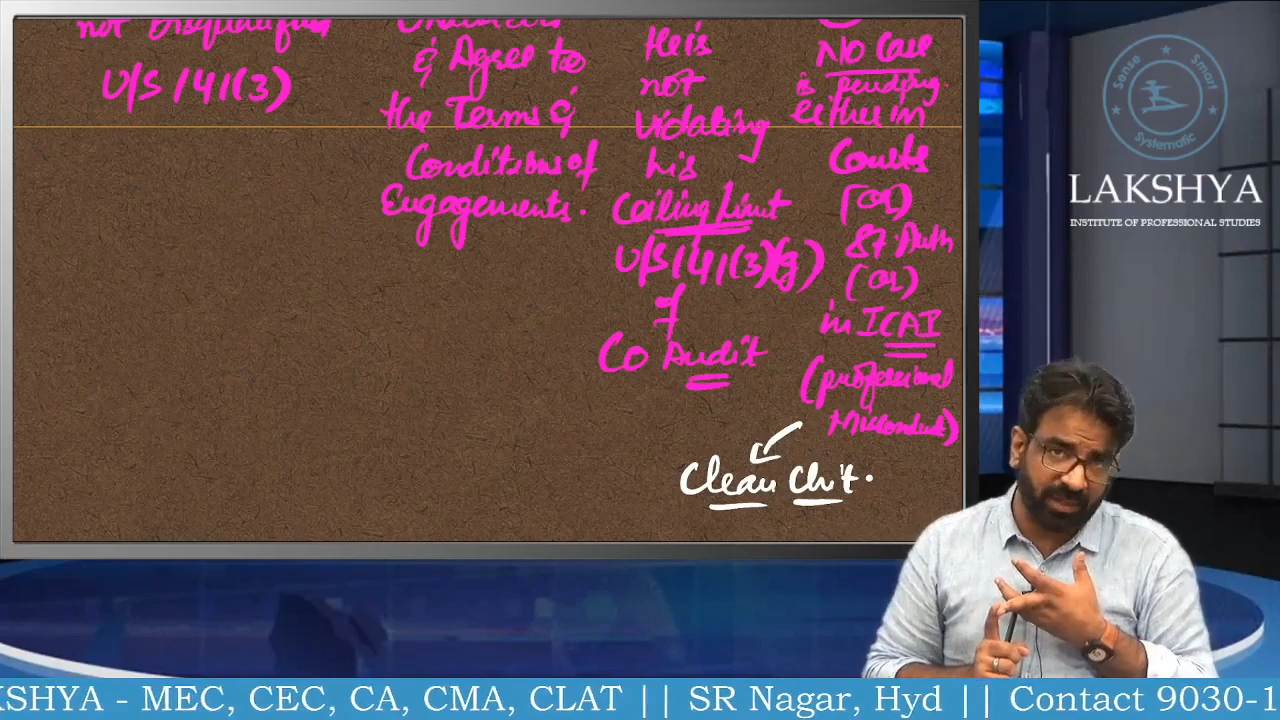 not Disqualified
U/S 141(3)
& Agree to
the Terms &
Conditions of
Engagements.
He is
not
violating
his
ceiling limit
U/S 141(3)(g)
of
Co Audit
NO Case
is pending
either in
Courts
(or)
(or)
in ICAI
(professional
Misconduct)
Clean Chit.
Sense
Smart
Systematic
LAKSHYA
INSTITUTE OF PROFESSIONAL STUDIES
KSHYA - MEC, CEC, CA, CMA, CLAT || SR Nagar, Hyd || Contact 9030-1